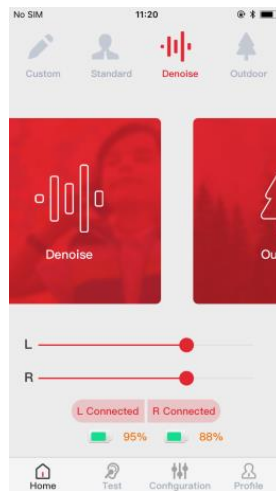 No SIM 11:20
Custom Standard Denoise Outdoor
Denoise Ou
L
R
L Connected R Connected
95% 88%
Home Test Configuration Profile